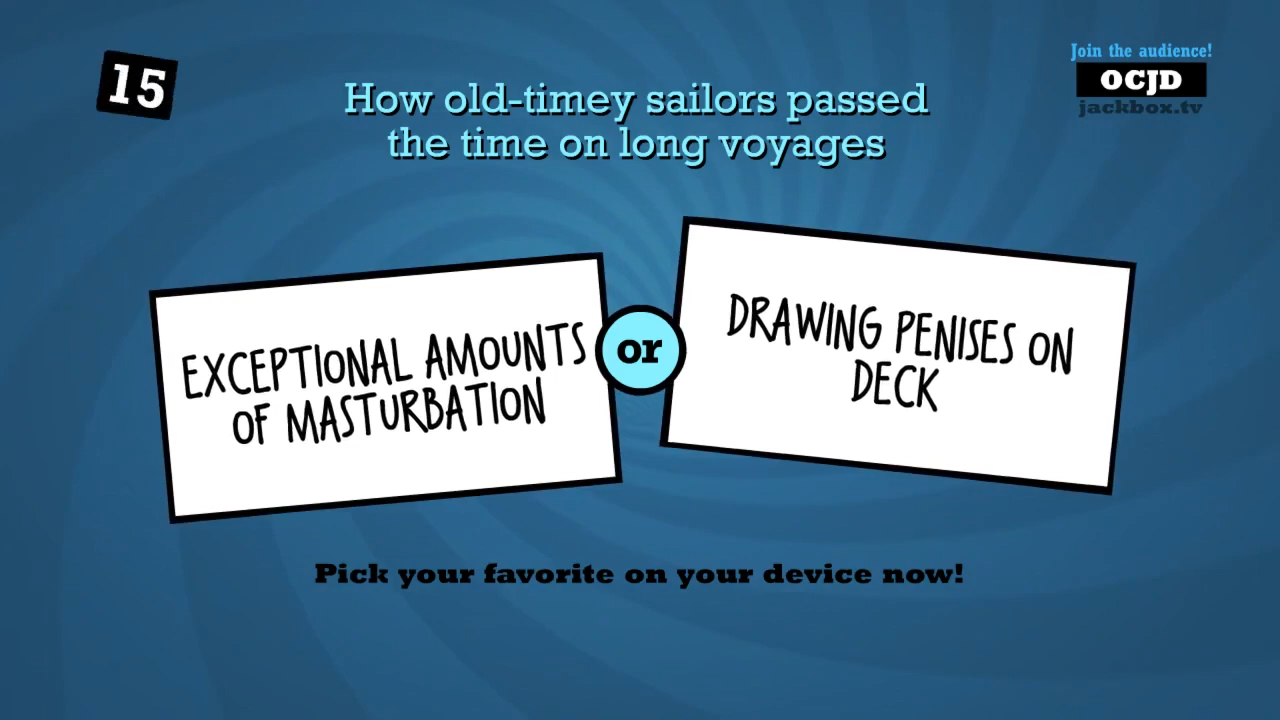 15
Join the audience!
OCJD
jackbox.tv
How old-timey sailors passed
the time on long voyages
EXCEPTIONAL AMOUNTS
OF MASTURBATION
or
DRAWING PENISES ON
DECK
Pick your favorite on your device now!